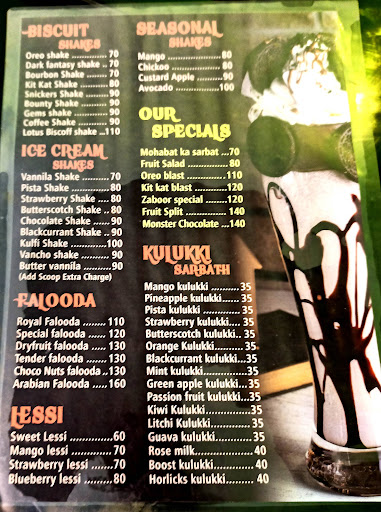 BISCUIT
SHAKES
Oreo shake ............... 70
Dark fantasy shake .. 70
Bourbon Shake ....... 70
Kit Kat Shake .......... 80
Snickers Shake ........ 90
Bounty Shake .......... 90
Gems shake ............. 90
Coffee Shake ........... 90
Lotus Biscoff shake ...110
ICE CREAM
SHAKES
Vannila Shake ......... 70
Pista Shake .............. 80
Strawberry Shake .... 80
Butterscotch Shake .. 80
Chocolate Shake ...... 90
Blackcurrant Shake .. 90
Kulfi Shake .............100
Vancho shake .......... 90
Butter vannila ..........90
(Add Scoop Extra Charge)
FALOODA
Royal Falooda ........ 110
Special falooda ...... 120
Dryfruit falooda ..... 130
Tender falooda ....... 130
Choco Nuts falooda ..130
Arabian Falooda ..... 160
LESSI
Sweet Lessi ..............60
Mango lessi ............. 70
Strawberry lessi ....... 70
Blueberry lessi ......... 80
SEASONAL
SHAKES
Mango ................... 80
Chickoo ................. 80
Custard Apple ........ 90
Avocado ................100
OUR
SPECIALS
Mohabat ka sarbat ...70
Fruit Salad .............. 80
Oreo blast ..............110
Kit kat blast ...........120
Zaboor special ........120
Fruit Split .............. 140
Monster Chocolate ...140
KULUKKI
SARBATH
Mango kulukki ...........35
Pineapple kulukki...... 35
Pista kulukki ............ 35
Strawberry kulukki.... 35
Butterscotch kulukki.. 35
Orange Kulukki......... 35
Blackcurrant kulukki...35
Mint kulukki..............35
Green apple kulukki....35
Passion fruit kulukki...35
Kiwi Kulukki..............35
Litchi Kulukki............35
Guava kulukki...........35
Rose milk................. 40
Boost kulukki............ 40
Horlicks kulukki........ 40